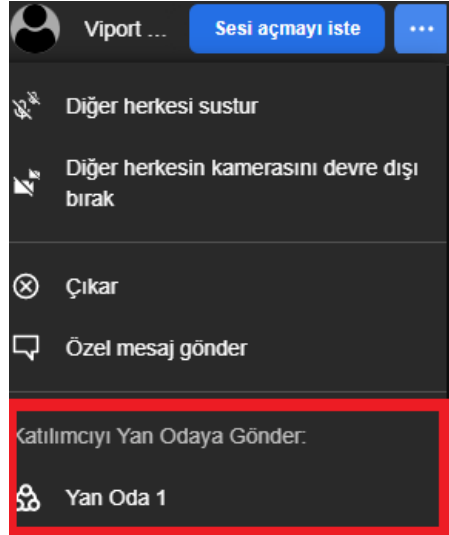 Viport ... Sesi açmayı iste ...
Diğer herkesi sustur
Diğer herkesin kamerasını devre dışı
bırak
Çıkar
Özel mesaj gönder
Katılımcıyı Yan Odaya Gönder:
Yan Oda 1